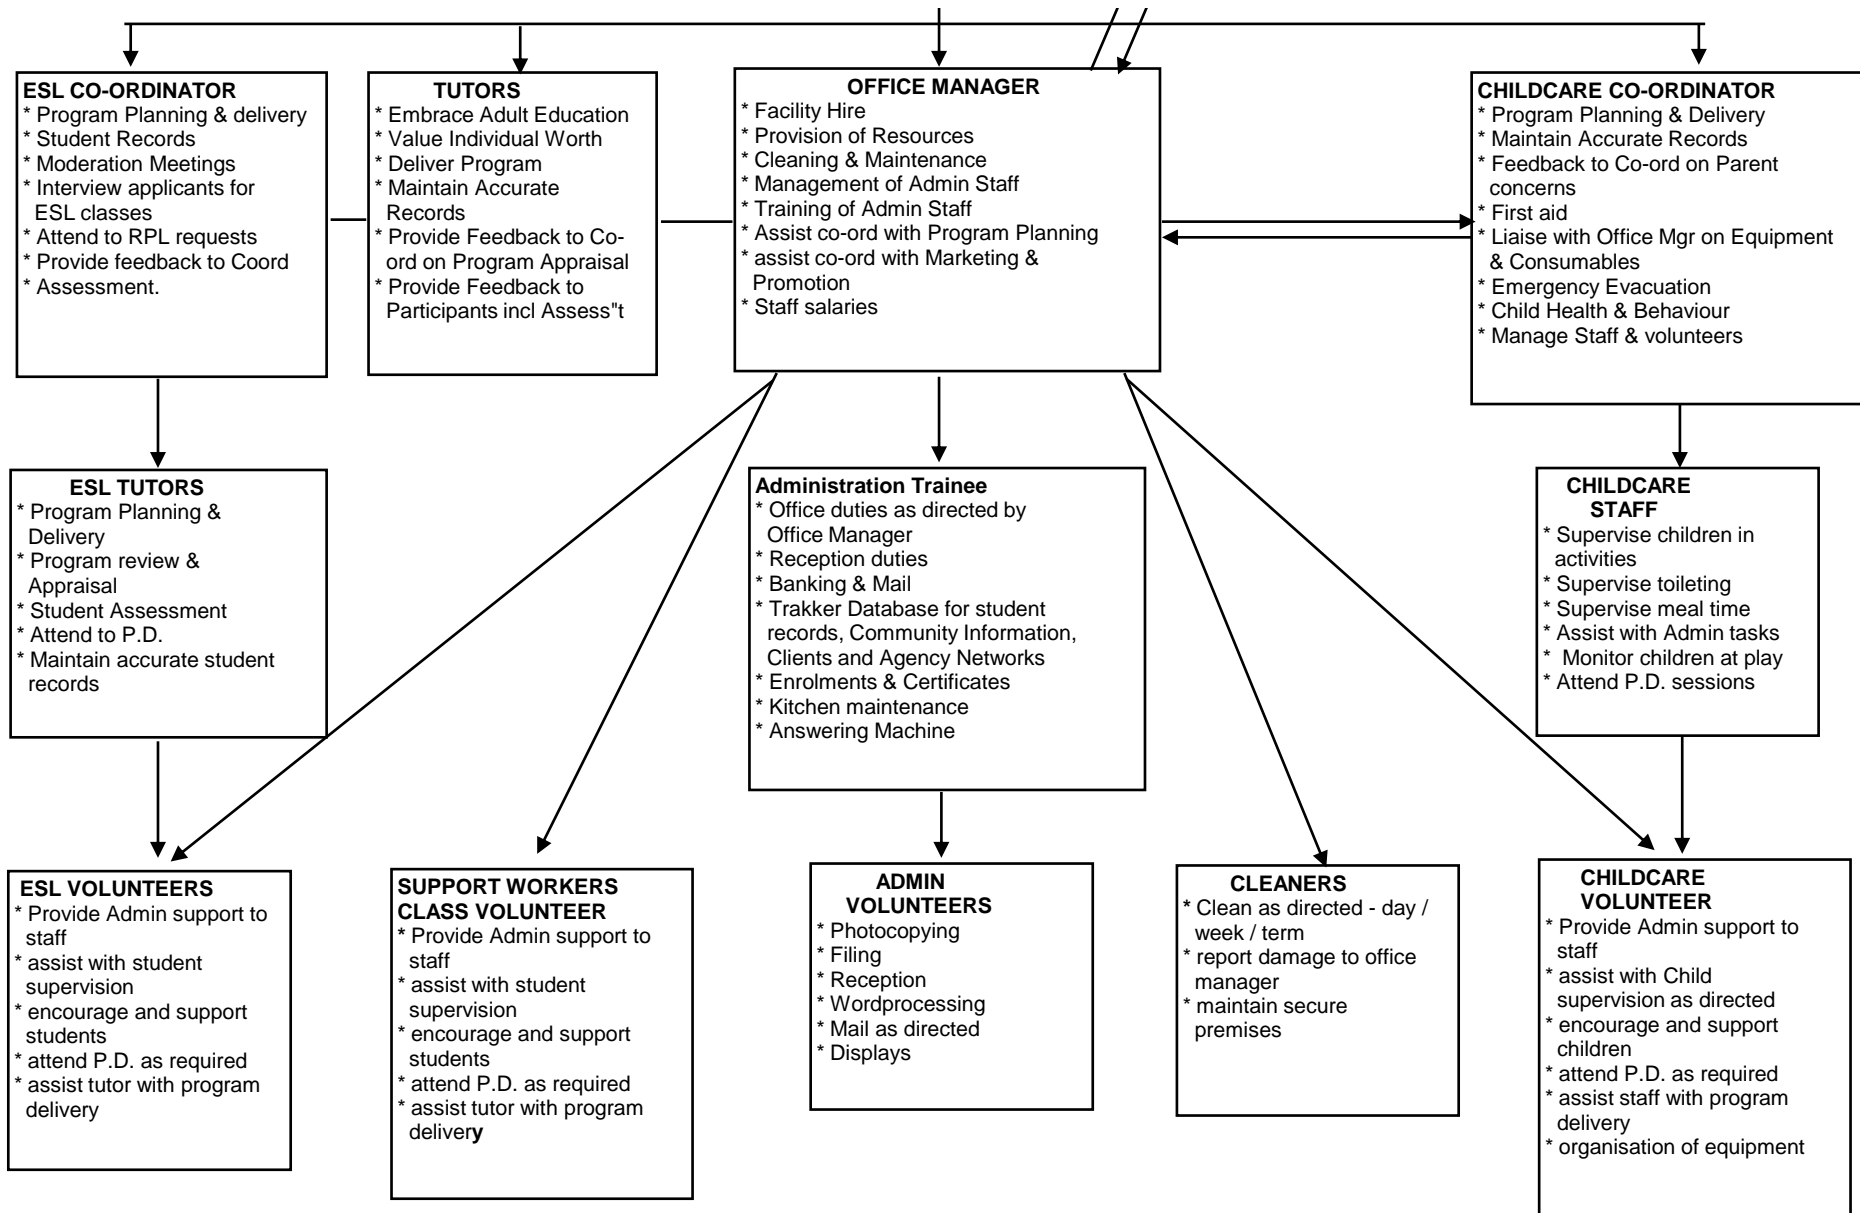 ESL CO-ORDINATOR
* Program Planning & delivery
* Student Records
* Moderation Meetings
* Interview applicants for
ESL classes
* Attend to RPL requests
* Provide feedback to Coord
* Assessment.
TUTORS
* Embrace Adult Education
* Value Individual Worth
* Deliver Program
* Maintain Accurate
Records
* Provide Feedback to Co-
ord on Program Appraisal
* Provide Feedback to
Participants incl Assess"t
OFFICE MANAGER
* Facility Hire
* Provision of Resources
* Cleaning & Maintenance
* Management of Admin Staff
* Training of Admin Staff
* Assist co-ord with Program Planning
* assist co-ord with Marketing &
Promotion
* Staff salaries
CHILDCARE CO-ORDINATOR
* Program Planning & Delivery
* Maintain Accurate Records
* Feedback to Co-ord on Parent
concerns
* First aid
* Liaise with Office Mgr on Equipment
& Consumables
* Emergency Evacuation
* Child Health & Behaviour
* Manage Staff & volunteers
ESL TUTORS
* Program Planning &
Delivery
* Program review &
Appraisal
* Student Assessment
* Attend to P.D.
* Maintain accurate student
records
Administration Trainee
* Office duties as directed by
Office Manager
* Reception duties
* Banking & Mail
* Trakker Database for student
records, Community Information,
Clients and Agency Networks
* Enrolments & Certificates
* Kitchen maintenance
* Answering Machine
CHILDCARE
STAFF
* Supervise children in
activities
* Supervise toileting
* Supervise meal time
* Assist with Admin tasks
* Monitor children at play
* Attend P.D. sessions
ESL VOLUNTEERS
* Provide Admin support to
staff
* assist with student
supervision
* encourage and support
students
* attend P.D. as required
* assist tutor with program
delivery
SUPPORT WORKERS
CLASS VOLUNTEER
* Provide Admin support to
staff
* assist with student
supervision
* encourage and support
students
* attend P.D. as required
* assist tutor with program
delivery
ADMIN
VOLUNTEERS
* Photocopying
* Filing
* Reception
* Wordprocessing
* Mail as directed
* Displays
CLEANERS
* Clean as directed - day /
week / term
* report damage to office
manager
* maintain secure
premises
CHILDCARE
VOLUNTEER
* Provide Admin support to
staff
* assist with Child
supervision as directed
* encourage and support
children
* attend P.D. as required
* assist staff with program
delivery
* organisation of equipment